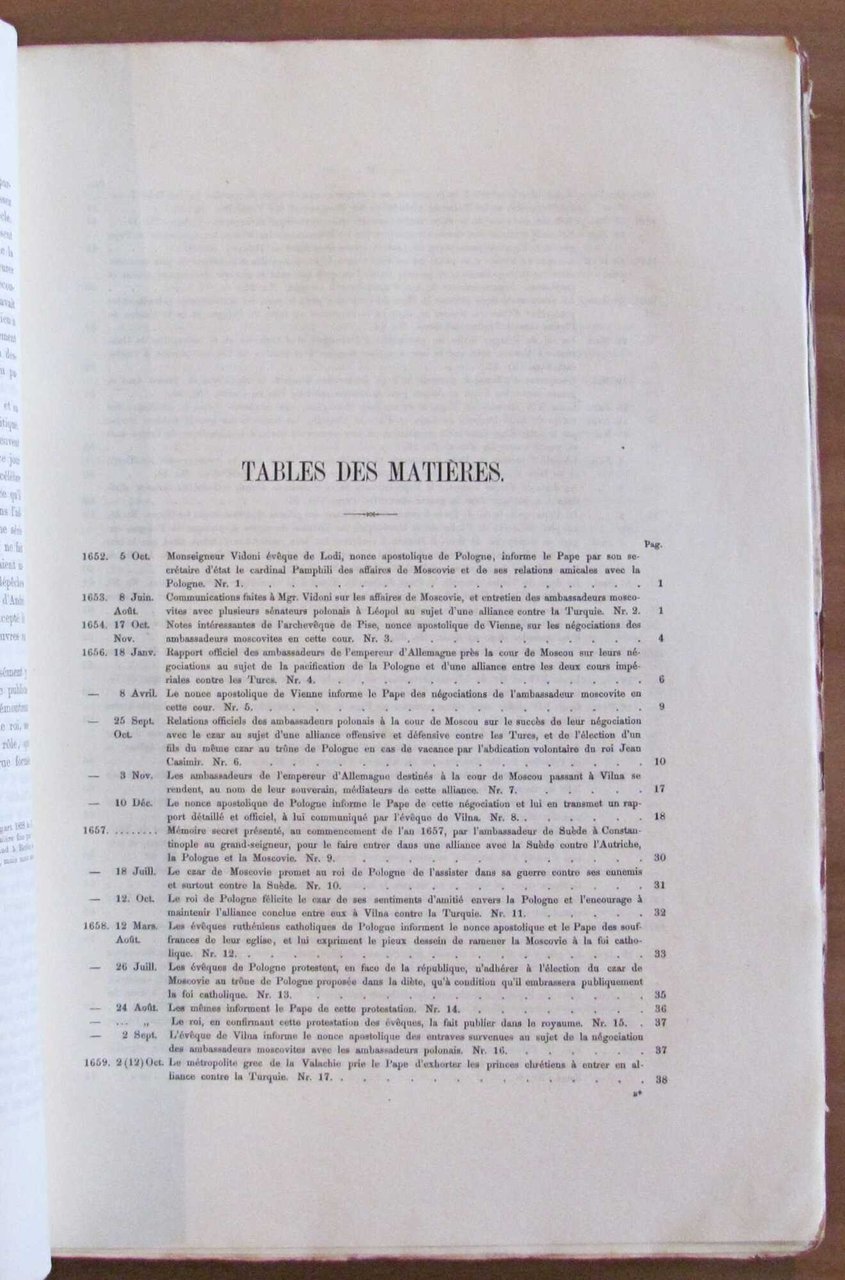 TABLES DES MATIÈRES.
Pag.
1652. 5 Oct. Monseigneur Vidoni évêque de Lodi, nonce apostolique de Pologne, informe le Pape par son se-
crétaire d'état le cardinal Pamphili des affaires de Moscovie et de ses relations amicales avec la
Pologne. Nr. 1. . . . . . . . . . . . . . . . . 1
1653. 8 Juin. Communications faites à Mgr. Vidoni sur les affaires de Moscovie, et entretien des ambassadeurs mosco-
Août. vites avec plusieurs sénateurs polonais à Léopol au sujet d'une alliance contre la Turquie. Nr. 2. 1
1654. 17 Oct. Notes intéressantes de l'archevêque de Pise, nonce apostolique de Vienne, sur les négociations des
Nov. ambassadeurs moscovites en cette cour. Nr. 3. . . . . . . . . . . 4
1656. 18 Janv. Rapport officiel des ambassadeurs de l'empereur d'Allemagne près la cour de Moscou sur leurs né-
gociations au sujet de la pacification de la Pologne et d'une alliance entre les deux cours impé-
riales contre les Turcs. Nr. 4. . . . . . . . . . . . . . 6
— 8 Avril. Le nonce apostolique de Vienne informe le Pape des négociations de l'ambassadeur moscovite en
cette cour. Nr. 5. . . . . . . . . . . . . . . . . 9
— 25 Sept. Relations officiels des ambassadeurs polonais à la cour de Moscou sur le succès de leur négociation
Oct. avec le czar au sujet d'une alliance offensive et défensive contre les Turcs, et de l'élection d'un
fils du même czar au trône de Pologne en cas de vacance par l'abdication volontaire du roi Jean
Casimir. Nr. 6. . . . . . . . . . . . . . . . . 10
— 3 Nov. Les ambassadeurs de l'empereur d'Allemagne destinés à la cour de Moscou passant à Vilna se
rendent, au nom de leur souverain, médiateurs de cette alliance. Nr. 7. . . . . . 17
— 10 Déc. Le nonce apostolique de Pologne informe le Pape de cette négociation et lui en transmet un rap-
port détaillé et officiel, à lui communiqué par l'évêque de Vilna. Nr. 8. . . . . . . 18
1657. ........ Mémoire secret présenté, au commencement de l'an 1657, par l'ambassadeur de Suède à Constan-
tinople au grand-seigneur, pour le faire entrer dans une alliance avec la Suède contre l'Autriche,
la Pologne et la Moscovie. Nr. 9. . . . . . . . . . . . . 30
— 18 Juill. Le czar de Moscovie promet au roi de Pologne de l'assister dans sa guerre contre ses ennemis
et surtout contre la Suède. Nr. 10. . . . . . . . . . . . . 31
— 12. Oct. Le roi de Pologne félicite le czar de ses sentiments d'amitié envers la Pologne et l'encourage à
maintenir l'alliance conclue entre eux à Vilna contre la Turquie. Nr. 11. . . . . . 32
1658. 12 Mars. Les évêques ruthéniens catholiques de Pologne informent le nonce apostolique et le Pape des souf-
Août. frances de leur eglise, et lui expriment le pieux dessein de ramener la Moscovie à la foi catho-
lique. Nr. 12. . . . . . . . . . . . . . . . . . 33
— 26 Juill. Les évêques de Pologne protestent, en face de la république, n'adhérer à l'élection du czar de
Moscovie au trône de Pologne proposée dans la diète, qu'à condition qu'il embrassera publiquement
la foi catholique. Nr. 13. . . . . . . . . . . . . . . 35
— 24 Août. Les mêmes informent le Pape de cette protestation. Nr. 14. . . . . . . . 36
— ... „ Le roi, en confirmant cette protestation des évêques, la fait publier dans le royaume. Nr. 15. . 37
— 2 Sept. L'évêque de Vilna informe le nonce apostolique des entraves survenues au sujet de la négociation
des ambassadeurs moscovites avec les ambassadeurs polonais. Nr. 16. . . . . . 37
1659. 2 (12) Oct. Le métropolite grec de la Valachie prie le Pape d'exhorter les princes chrétiens à entrer en al-
liance contre la Turquie. Nr. 17. . . . . . . . . . . . . 38